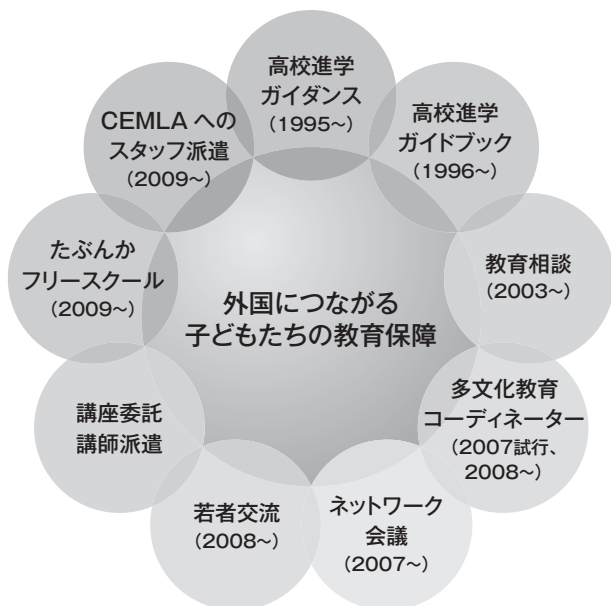 高校進学
ガイダンス
(1995~)
高校進学
ガイドブック
(1996~)
教育相談
(2003~)
多文化教育
コーディネーター
(2007試行、
2008~)
ネットワーク
会議
(2007~)
若者交流
(2008~)
講座委託
講師派遣
たぶんか
フリースクール
(2009~)
CEMLA への
スタッフ派遣
(2009~)
外国につながる
子どもたちの教育保障